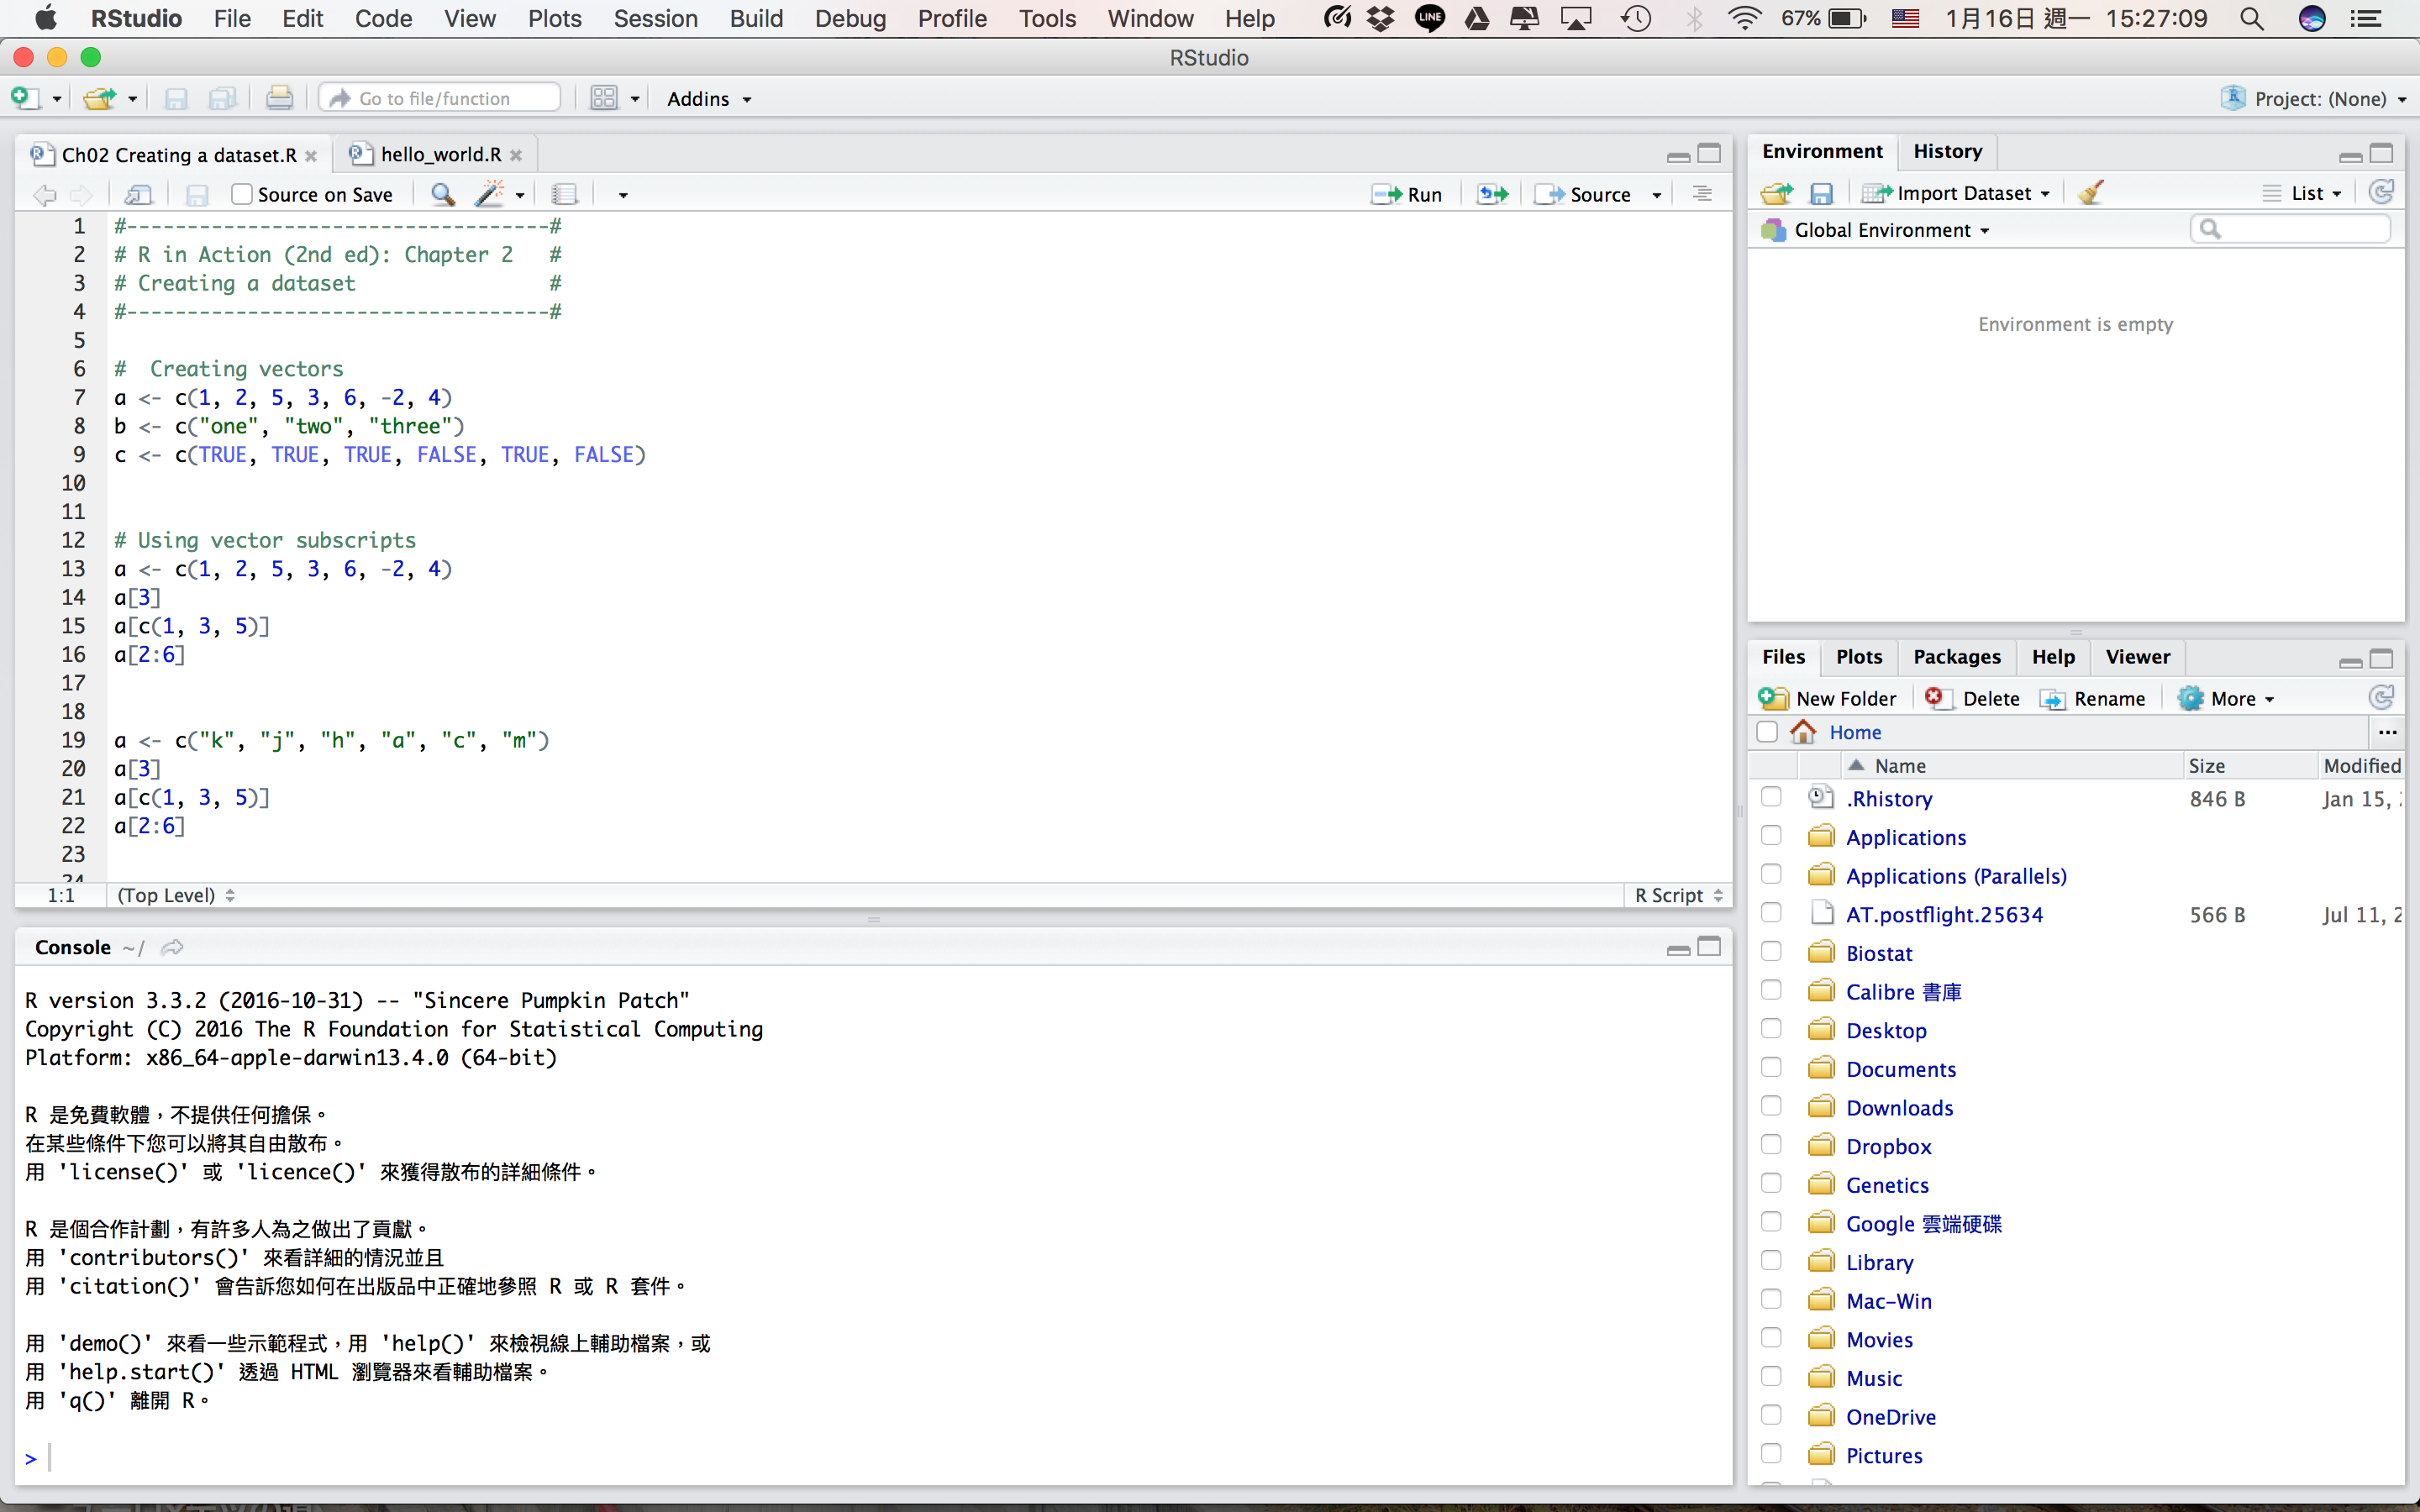 RStudio File Edit Code View Plots Session Build Debug Profile Tools Window Help LINE 67% 1月16日 週一 15:27:09
RStudio
Go to file/function Addins Project: (None)
Ch02 Creating a dataset.R hello_world.R
Source on Save Run Source
1 #-----------------------------------#
2 # R in Action (2nd ed): Chapter 2 #
3 # Creating a dataset #
4 #-----------------------------------#
5
6 # Creating vectors
7 a <- c(1, 2, 5, 3, 6, -2, 4)
8 b <- c("one", "two", "three")
9 c <- c(TRUE, TRUE, TRUE, FALSE, TRUE, FALSE)
10
11
12 # Using vector subscripts
13 a <- c(1, 2, 5, 3, 6, -2, 4)
14 a[3]
15 a[c(1, 3, 5)]
16 a[2:6]
17
18
19 a <- c("k", "j", "h", "a", "c", "m")
20 a[3]
21 a[c(1, 3, 5)]
22 a[2:6]
23
24
1:1 (Top Level) R Script
Console ~/
R version 3.3.2 (2016-10-31) -- "Sincere Pumpkin Patch"
Copyright (C) 2016 The R Foundation for Statistical Computing
Platform: x86_64-apple-darwin13.4.0 (64-bit)
R 是免費軟體，不提供任何擔保。
在某些條件下您可以將其自由散布。
用 'license()' 或 'licence()' 來獲得散布的詳細條件。
R 是個合作計劃，有許多人為之做出了貢獻。
用 'contributors()' 來看詳細的情況並且
用 'citation()' 會告訴您如何在出版品中正確地參照 R 或 R 套件。
用 'demo()' 來看一些示範程式，用 'help()' 來檢視線上輔助檔案，或
用 'help.start()' 透過 HTML 瀏覽器來看輔助檔案。
用 'q()' 離開 R。
>
Environment History
Import Dataset List
Global Environment
Environment is empty
Files Plots Packages Help Viewer
New Folder Delete Rename More
Home ...
Name Size Modified
.Rhistory 846 B Jan 15,
Applications
Applications (Parallels)
AT.postflight.25634 566 B Jul 11, 2
Biostat
Calibre 書庫
Desktop
Documents
Downloads
Dropbox
Genetics
Google 雲端硬碟
Library
Mac-Win
Movies
Music
OneDrive
Pictures